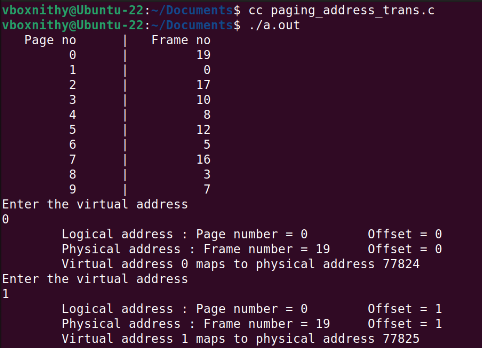 vboxnithy@Ubuntu-22:~/Documents$ cc paging_address_trans.c
vboxnithy@Ubuntu-22:~/Documents$ ./a.out
   Page no     |   Frame no
         0      |         19
         1      |          0
         2      |         17
         3      |         10
         4      |          8
         5      |         12
         6      |          5
         7      |         16
         8      |          3
         9      |          7
Enter the virtual address
0
        Logical address : Page number = 0        Offset = 0
        Physical address : Frame number = 19     Offset = 0
        Virtual address 0 maps to physical address 77824
Enter the virtual address
1
        Logical address : Page number = 0        Offset = 1
        Physical address : Frame number = 19     Offset = 1
        Virtual address 1 maps to physical address 77825